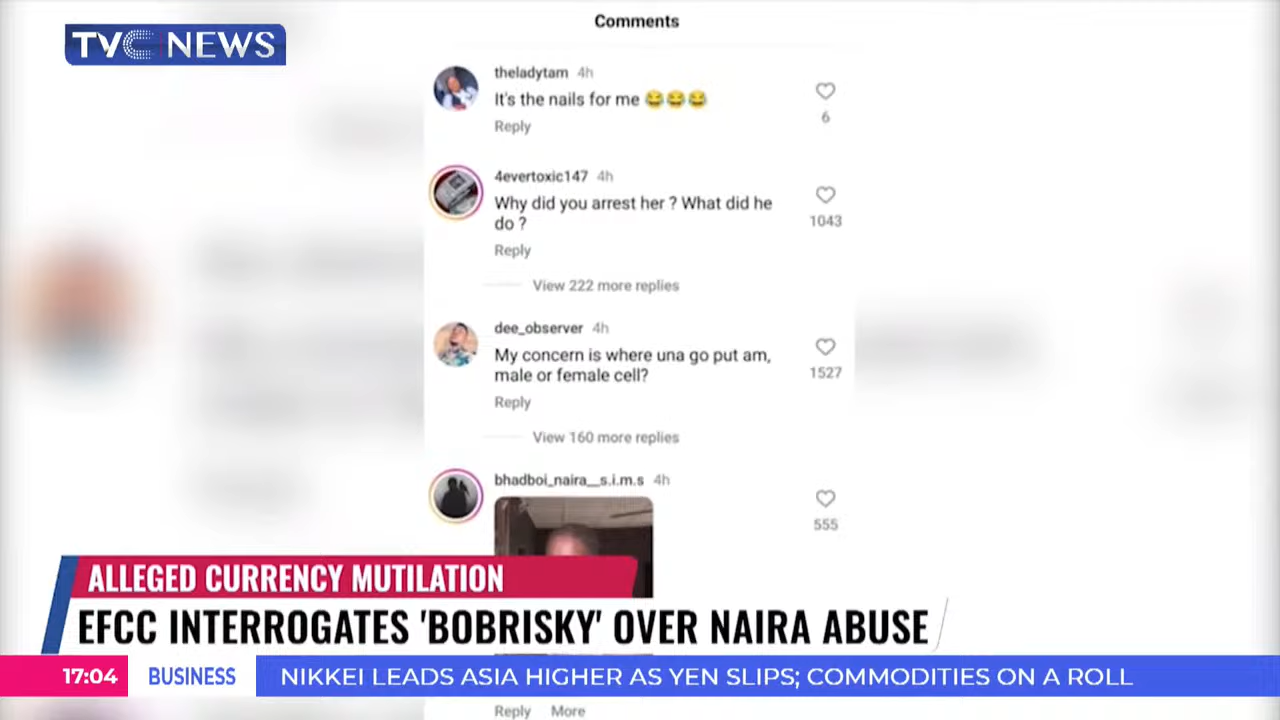 TVC NEWS
Comments
theladytam 4h
It's the nails for me 😂😂😂
6
Reply
4evertoxic147 4h
Why did you arrest her ? What did he
do ?
1043
Reply
View 222 more replies
dee_observer 4h
My concern is where una go put am,
male or female cell?
1527
Reply
View 160 more replies
bhadboi_naira__s.i.m.s 4h
555
ALLEGED CURRENCY MUTILATION
EFCC INTERROGATES 'BOBRISKY' OVER NAIRA ABUSE
17:04 BUSINESS NIKKEI LEADS ASIA HIGHER AS YEN SLIPS; COMMODITIES ON A ROLL
Reply More